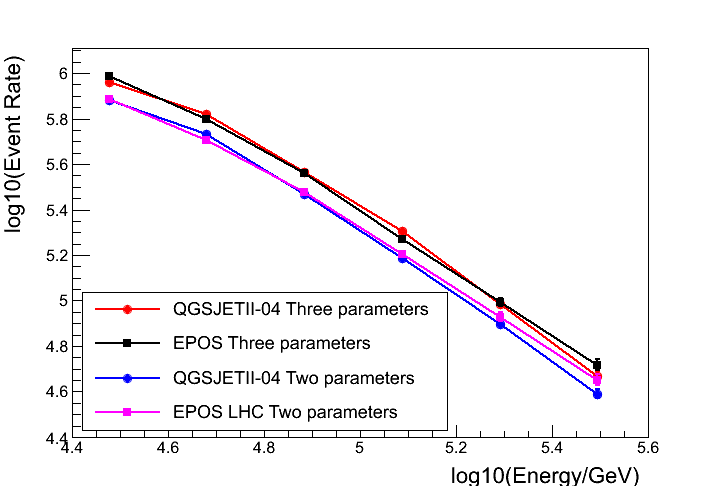 log10(Event Rate)
6
5.8
5.6
5.4
5.2
5
4.8
4.6
4.4
QGSJETII-04 Three parameters
EPOS Three parameters
QGSJETII-04 Two parameters
EPOS LHC Two parameters
4.4 4.6 4.8 5 5.2 5.4 5.6
log10(Energy/GeV)